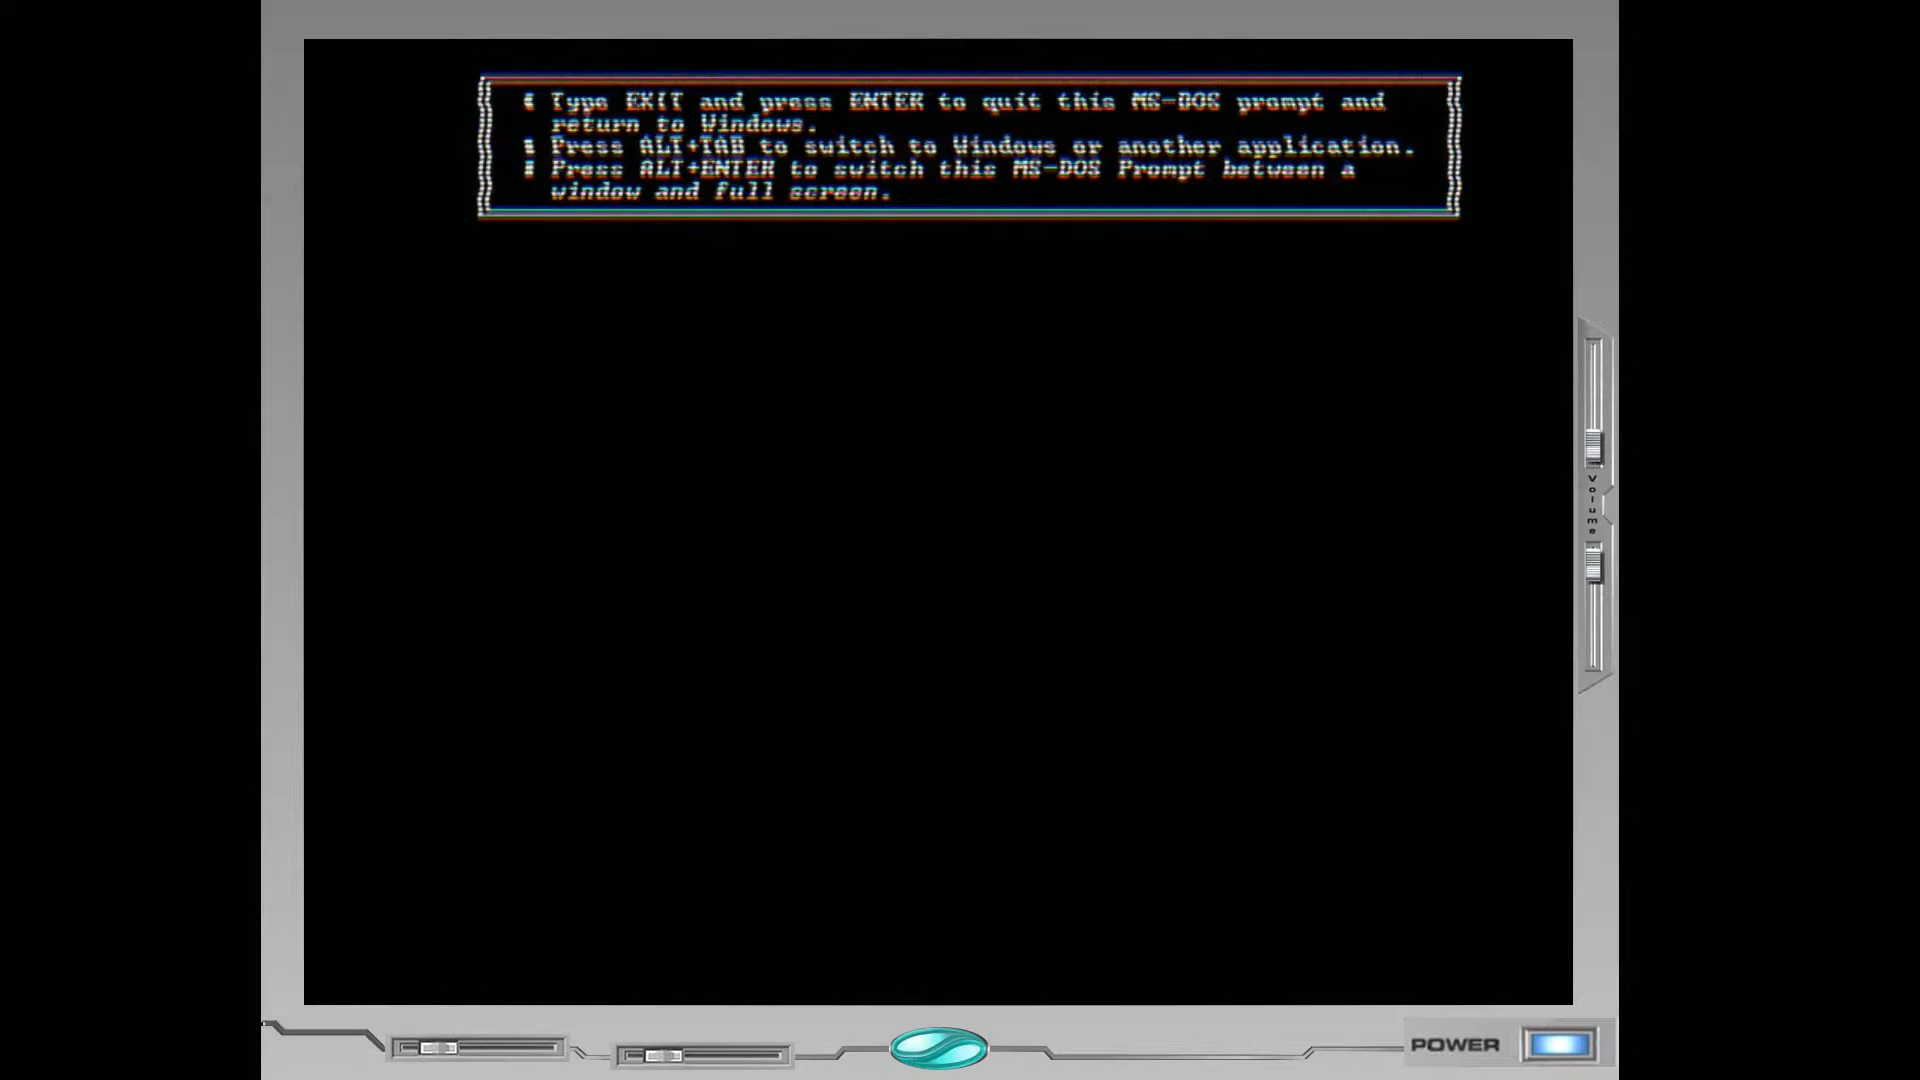 Type EXIT and press ENTER to quit this MS-DOS prompt and
return to Windows.
Press ALT+TAB to switch to Windows or another application.
Press ALT+ENTER to switch this MS-DOS Prompt between a
window and full screen.
Volume
POWER